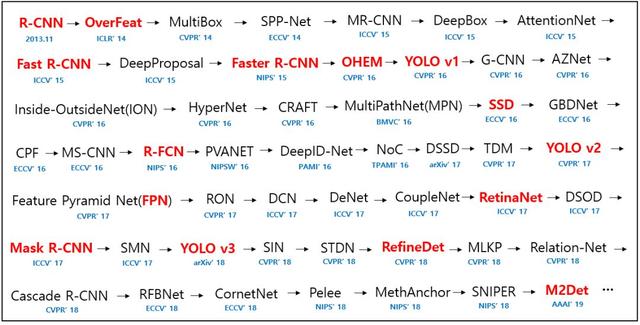 R-CNN → OverFeat → MultiBox → SPP-Net → MR-CNN → DeepBox → AttentionNet →
2013.11 ICLR' 14 CVPR' 14 ECCV' 14 ICCV' 15 ICCV' 15 ICCV' 15
Fast R-CNN → DeepProposal → Faster R-CNN → OHEM → YOLO v1 → G-CNN → AZNet →
ICCV' 15 ICCV' 15 NIPS' 15 CVPR' 16 CVPR' 16 CVPR' 16 CVPR' 16
Inside-OutsideNet(ION) → HyperNet → CRAFT → MultiPathNet(MPN) → SSD → GBDNet →
CVPR' 16 CVPR' 16 CVPR' 16 BMVC' 16 ECCV' 16 ECCV' 16
CPF → MS-CNN → R-FCN → PVANET → DeepID-Net → NoC → DSSD → TDM → YOLO v2 →
ECCV' 16 ECCV' 16 NIPS' 16 NIPSW' 16 PAMI' 16 TPAMI' 16 arXiv' 17 CVPR' 17 CVPR' 17
Feature Pyramid Net(FPN) → RON → DCN → DeNet → CoupleNet → RetinaNet → DSOD →
CVPR' 17 CVPR' 17 ICCV' 17 ICCV' 17 ICCV' 17 ICCV' 17 ICCV' 17
Mask R-CNN → SMN → YOLO v3 → SIN → STDN → RefineDet → MLKP → Relation-Net →
ICCV' 17 ICCV' 17 arXiv' 18 CVPR' 18 CVPR' 18 CVPR' 18 CVPR' 18 CVPR' 18
Cascade R-CNN → RFBNet → CornetNet → Pelee → MethAnchor → SNIPER → M2Det ⋯
CVPR' 18 ECCV' 18 ECCV' 18 NIPS' 18 NIPS' 18 NIPS' 18 AAAI' 19